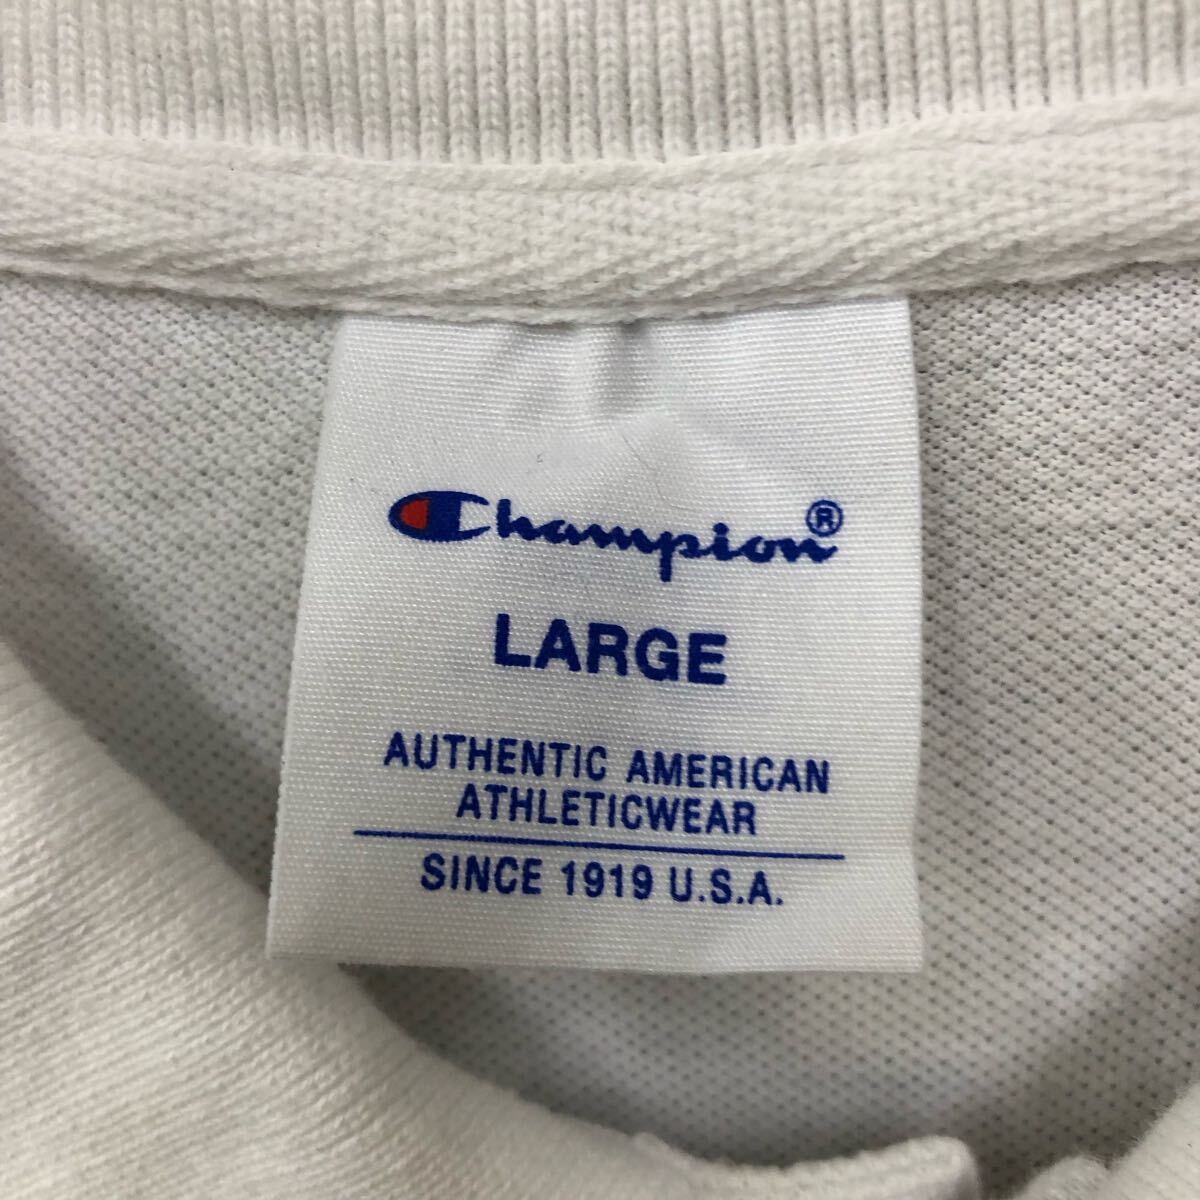 Champion®
LARGE
AUTHENTIC AMERICAN
ATHLETICWEAR
SINCE 1919 U.S.A.